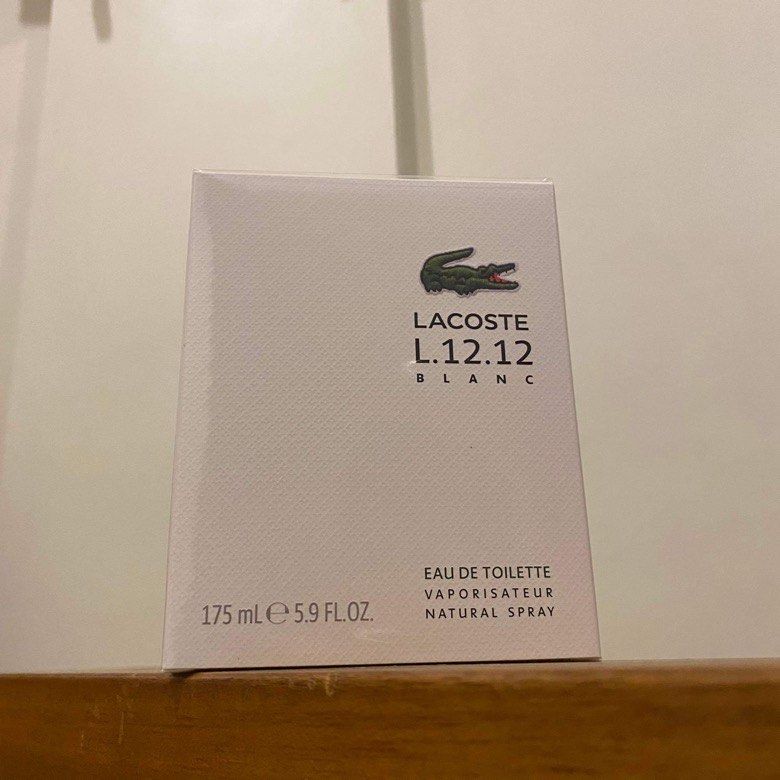 LACOSTE
L.12.12
BLANC
EAU DE TOILETTE
VAPORISATEUR
NATURAL SPRAY
175 mL ℮ 5.9 FL.OZ.